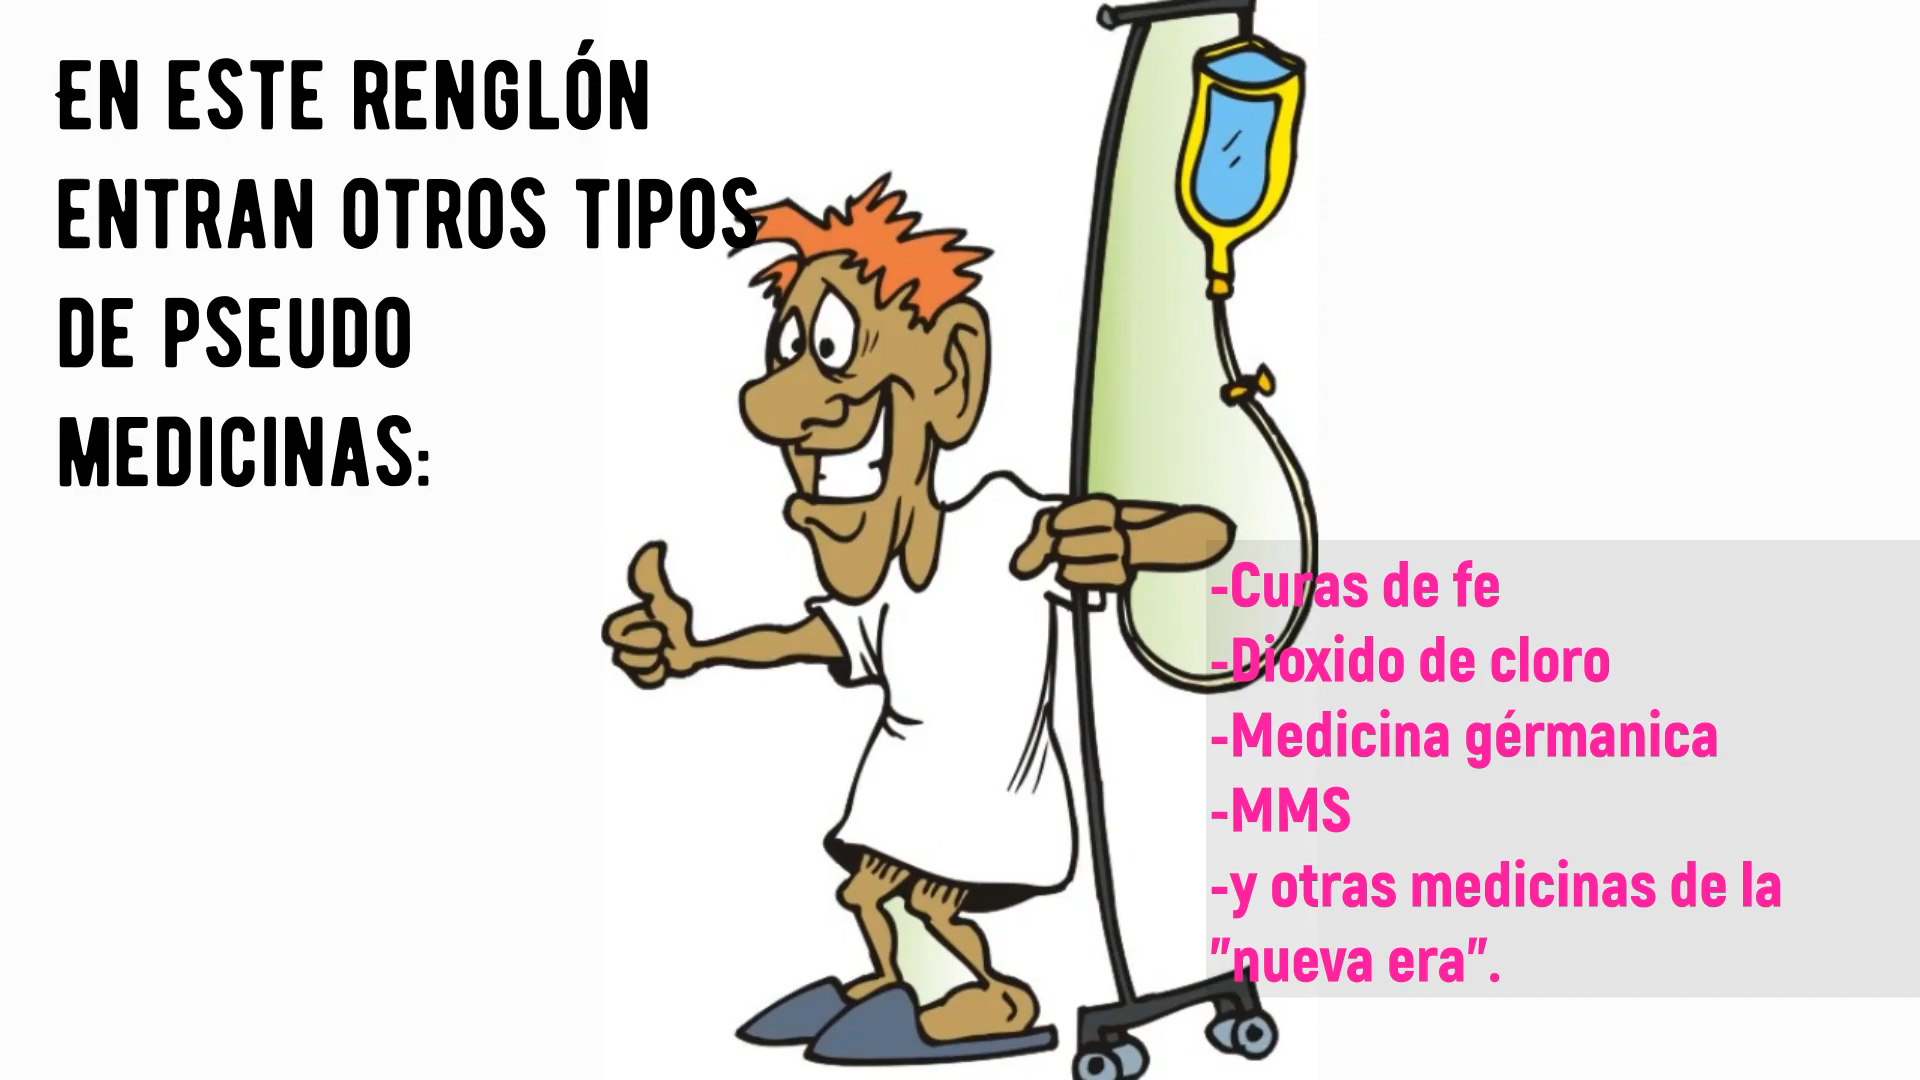 En este renglón
entran otros tipos
de pseudo
medicinas:
-Curas de fe
-Dioxido de cloro
-Medicina gérmanica
-MMS
-y otras medicinas de la
"nueva era".